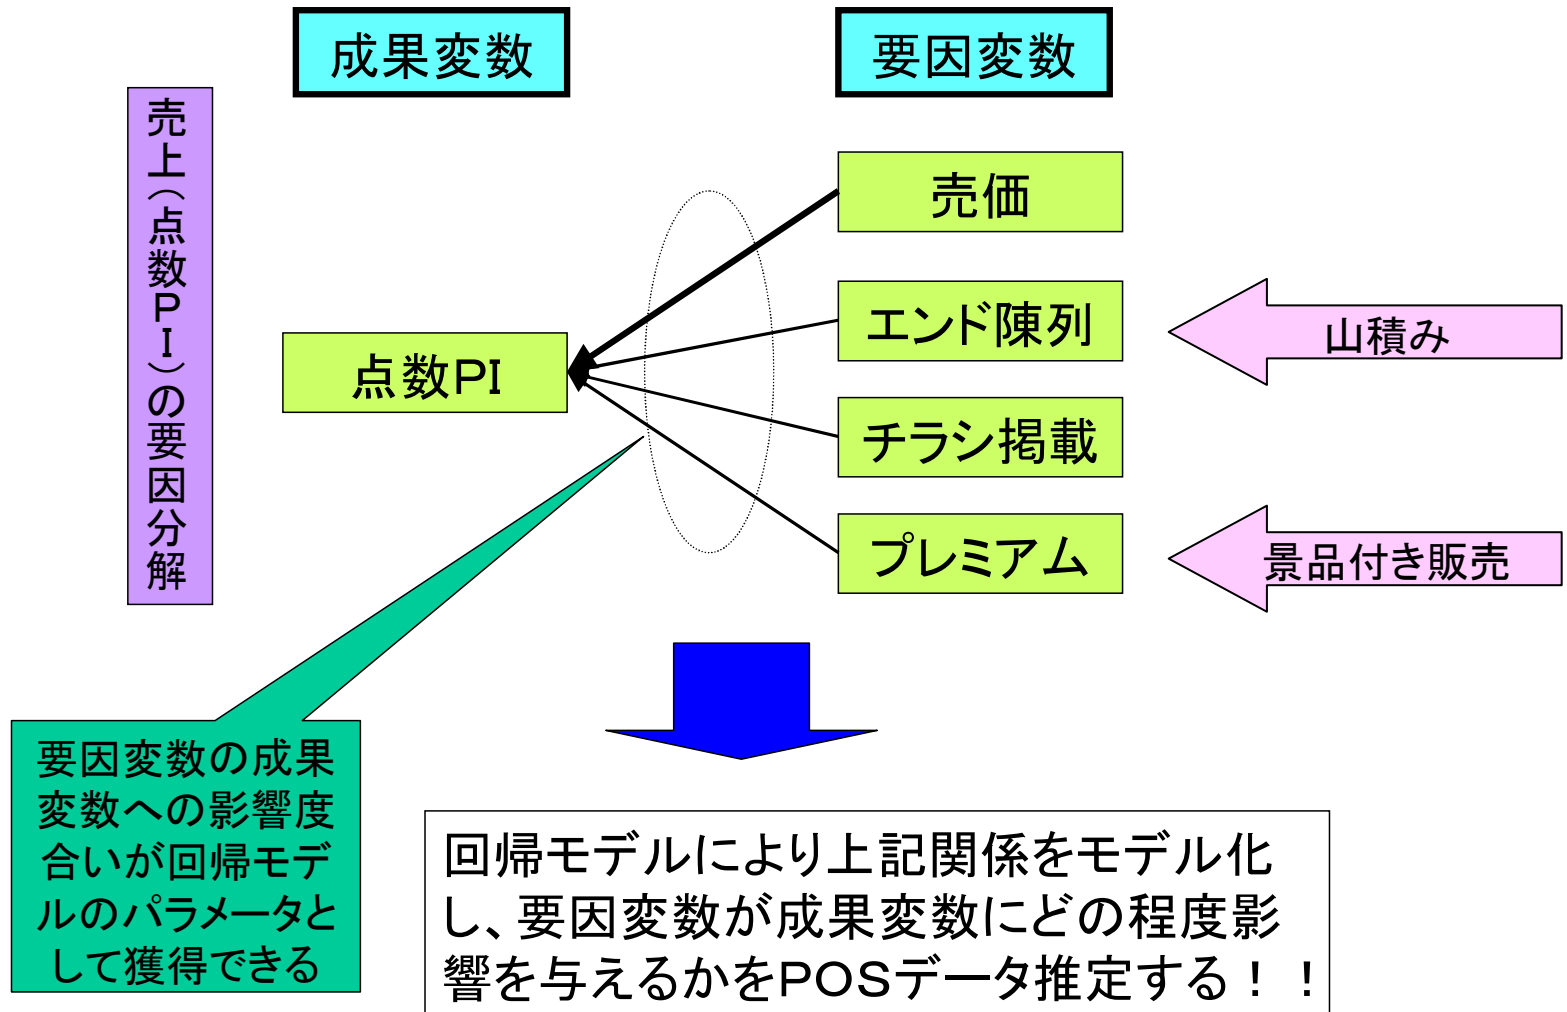 成果変数
要因変数
売上(点数PI)の要因分解
売価
エンド陳列
山積み
点数PI
チラシ掲載
プレミアム
景品付き販売
要因変数の成果
変数への影響度
合いが回帰モデ
ルのパラメータと
して獲得できる
回帰モデルにより上記関係をモデル化
し、要因変数が成果変数にどの程度影
響を与えるかをPOSデータ推定する！！